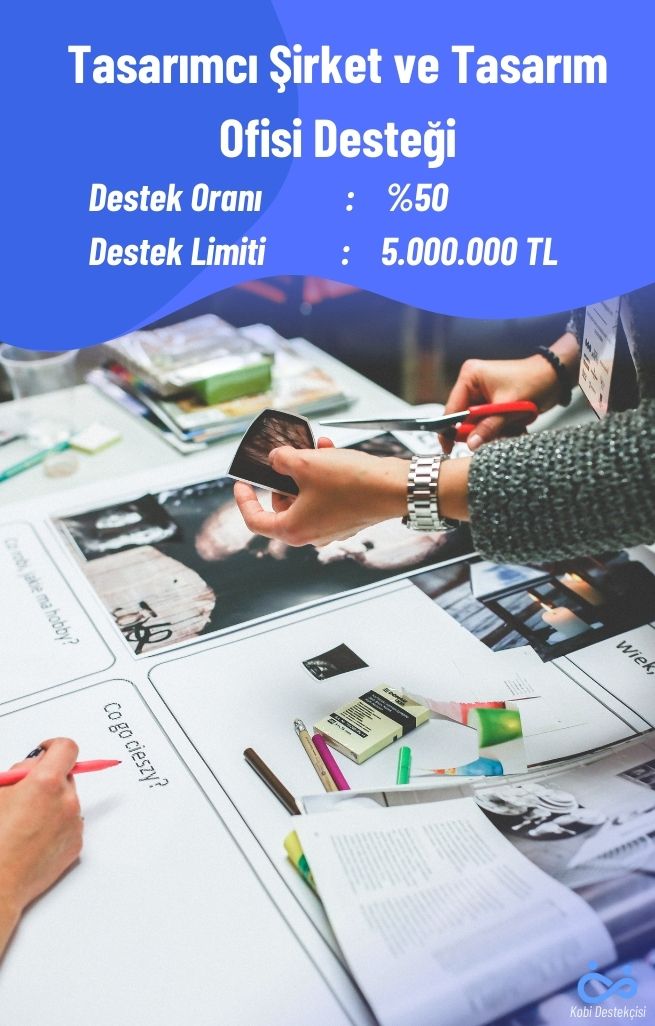 Tasarımcı Şirket ve Tasarım
Ofisi Desteği
Destek Oranı : %50
Destek Limiti : 5.000.000 TL
Co robi, jakie ma hobby?
Wiek,
Co go cieszy?
Kobi Destekçisi